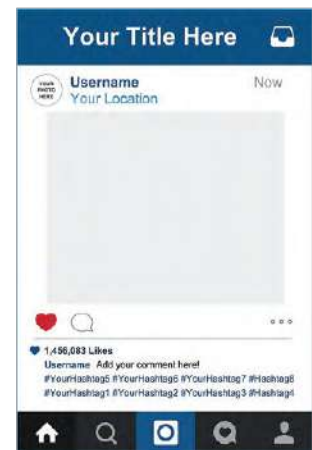 Your Title Here
YOUR
PHOTO
HERE
Username
Now
Your Location
1,456,083 Likes
Username Add your comment here!
#YourHashtag5 #YourHashtag6 #YourHashtag7 #Hashtag8
#YourHashtag1 #YourHashtag2 #YourHashtag3 #Hashtag4